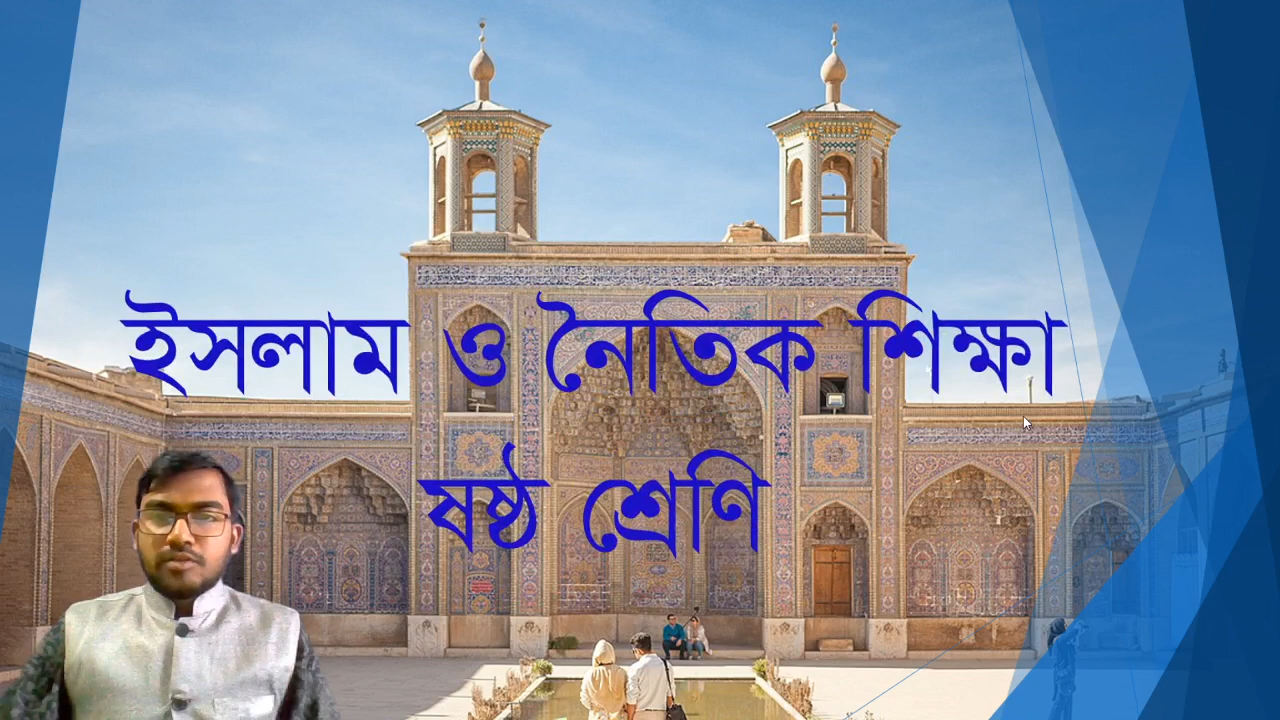 ইসলাম ও নৈতিক শিক্ষা
ষষ্ঠ শ্রেণি